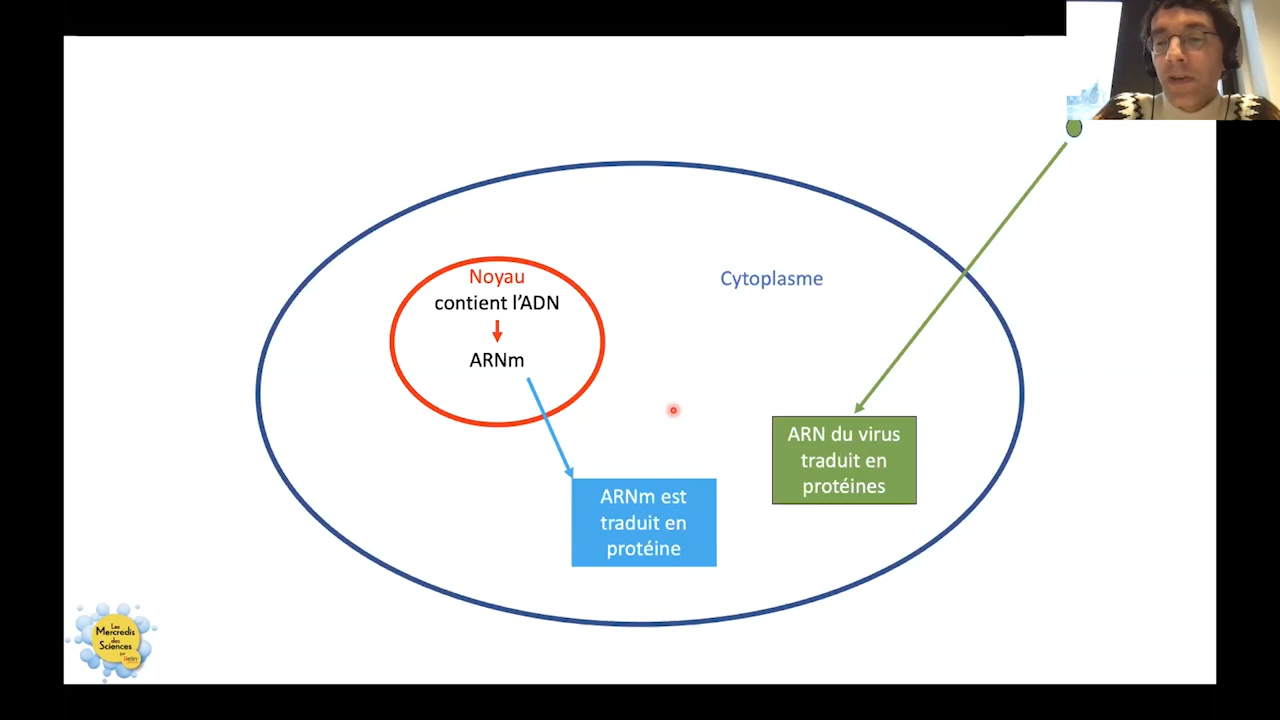 Noyau
contient l’ADN
ARNm
Cytoplasme
ARN du virus
traduit en
protéines
ARNm est
traduit en
protéine
Les
Mercredis
des
Sciences
par